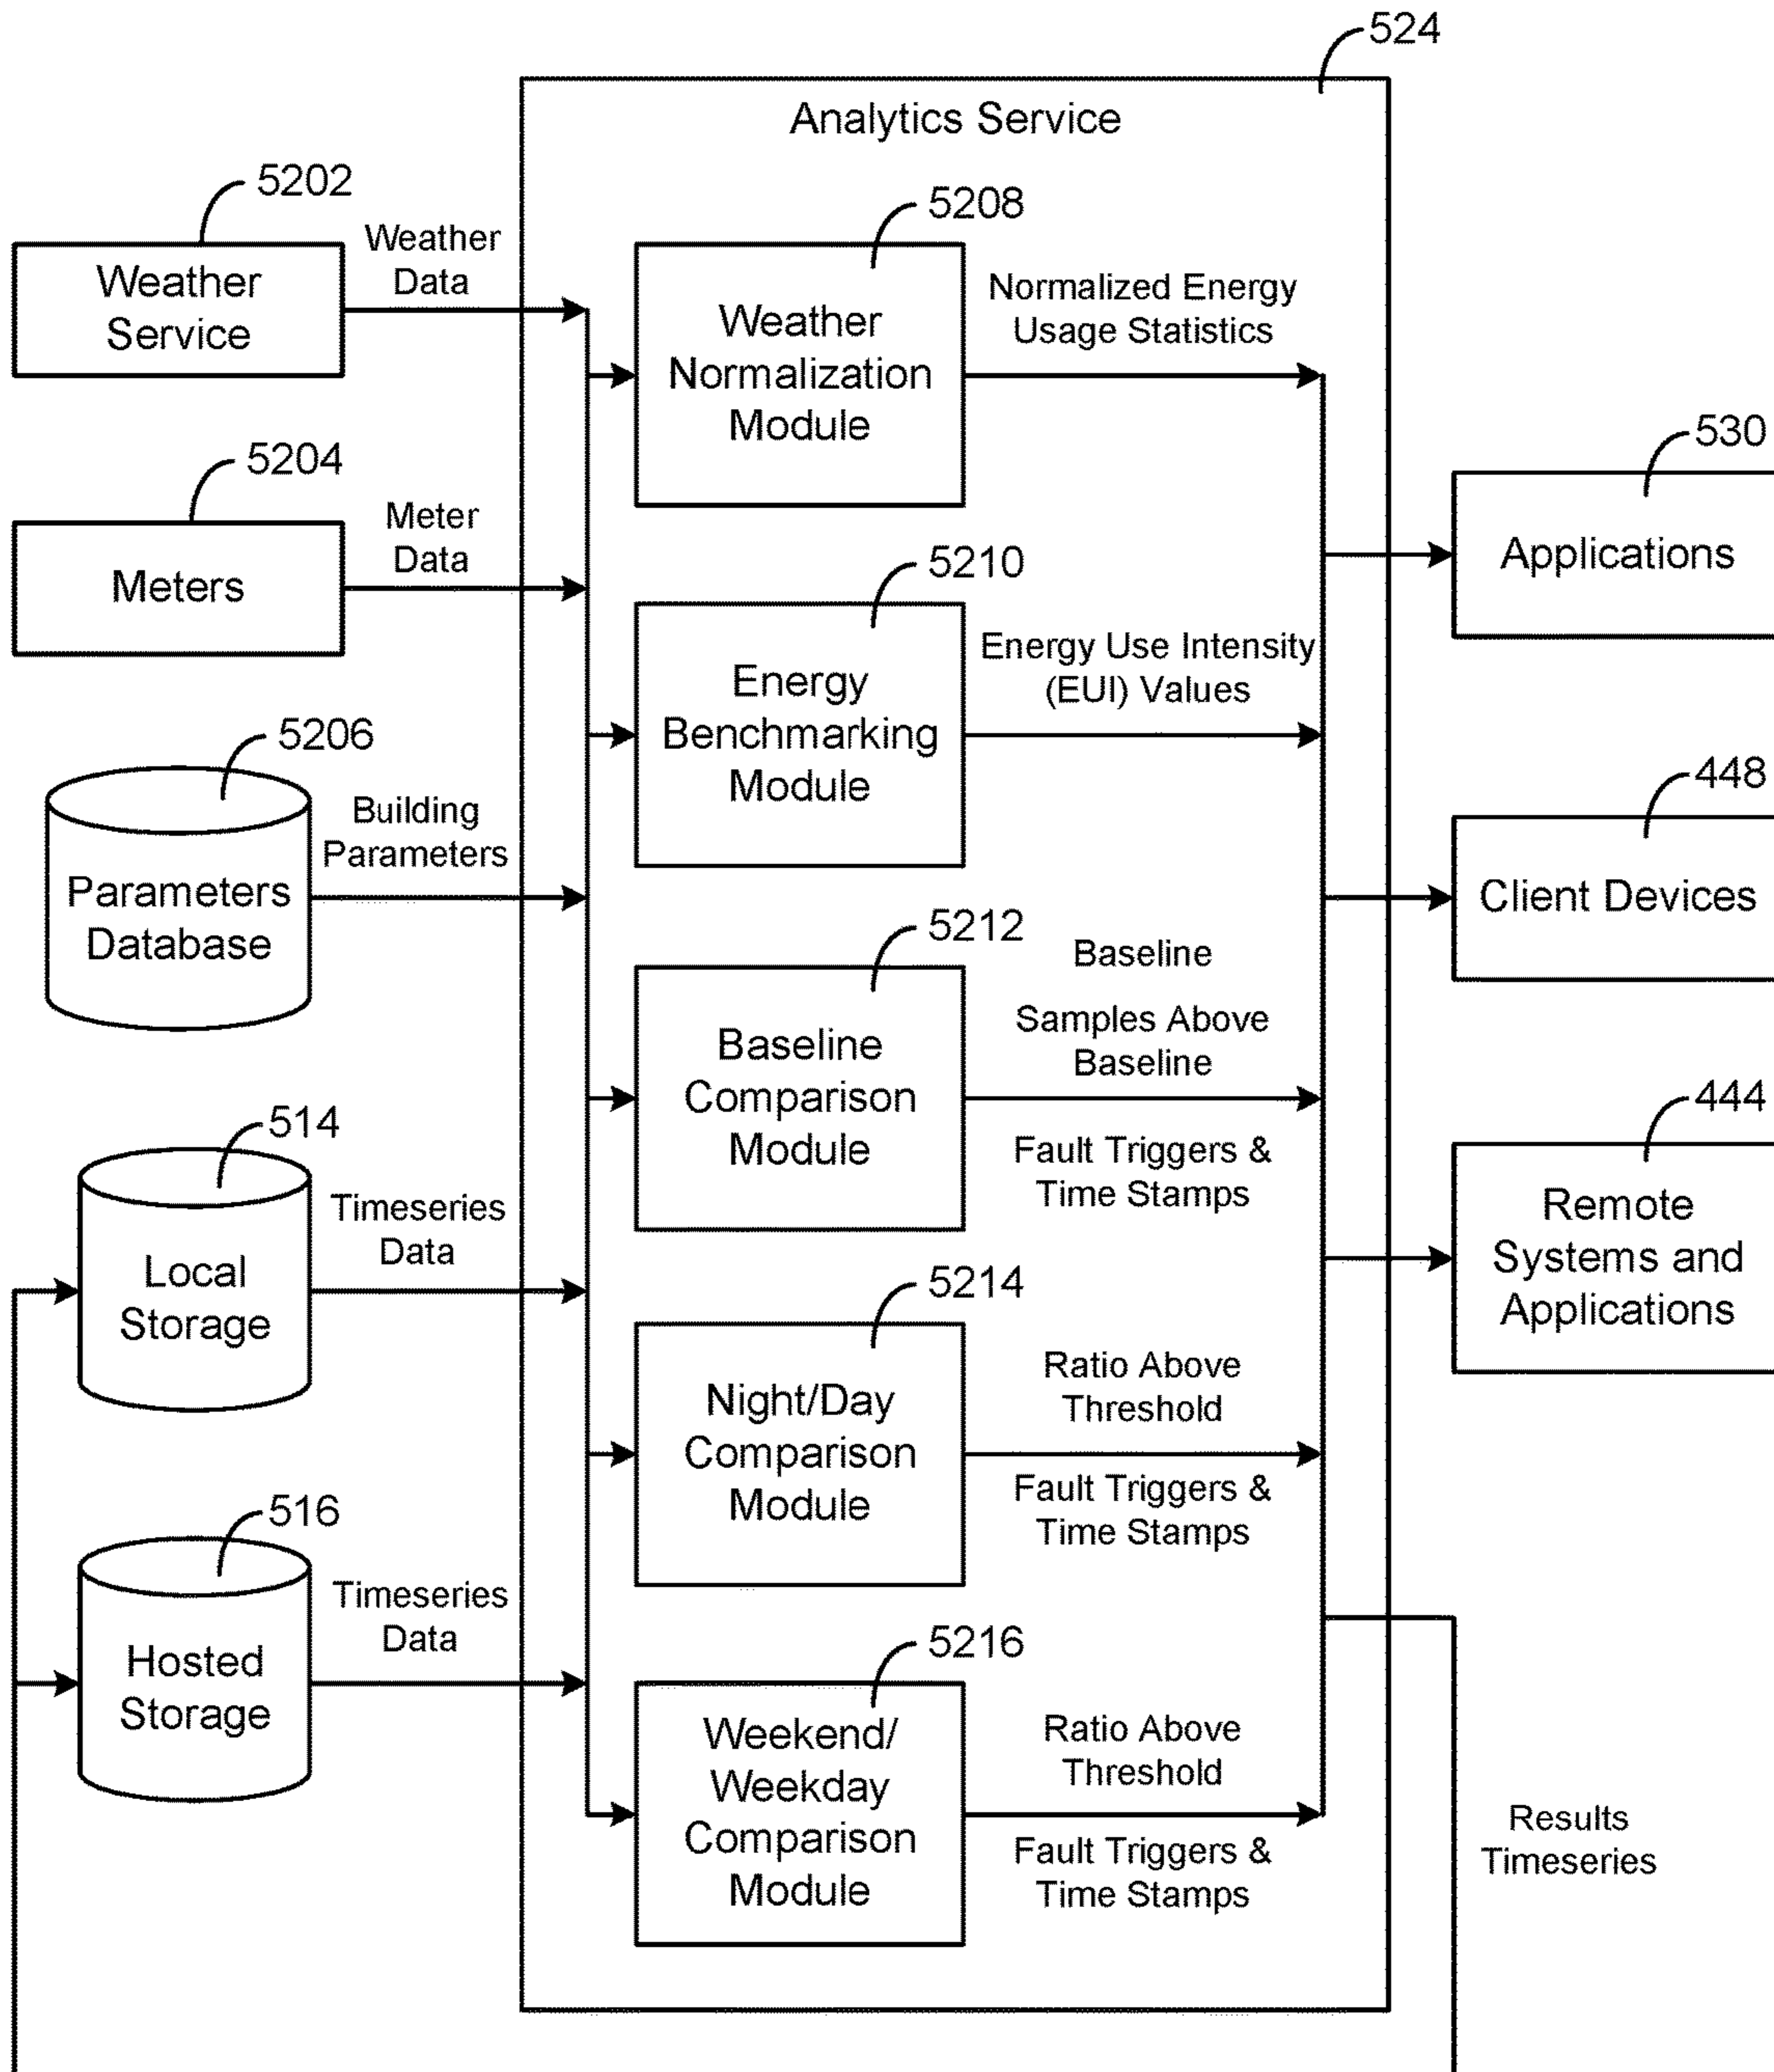 524
Analytics Service
5202
Weather
Service
Weather
Data
5204
Meters
Meter
Data
5206
Parameters
Database
Building
Parameters
514
Local
Storage
Timeseries
Data
516
Hosted
Storage
Timeseries
Data
5208
Weather
Normalization
Module
Normalized Energy
Usage Statistics
5210
Energy
Benchmarking
Module
Energy Use Intensity
(EUI) Values
5212
Baseline
Comparison
Module
Baseline
Samples Above
Baseline
Fault Triggers &
Time Stamps
5214
Night/Day
Comparison
Module
Ratio Above
Threshold
Fault Triggers &
Time Stamps
5216
Weekend/
Weekday
Comparison
Module
Ratio Above
Threshold
Fault Triggers &
Time Stamps
530
Applications
448
Client Devices
444
Remote
Systems and
Applications
Results
Timeseries